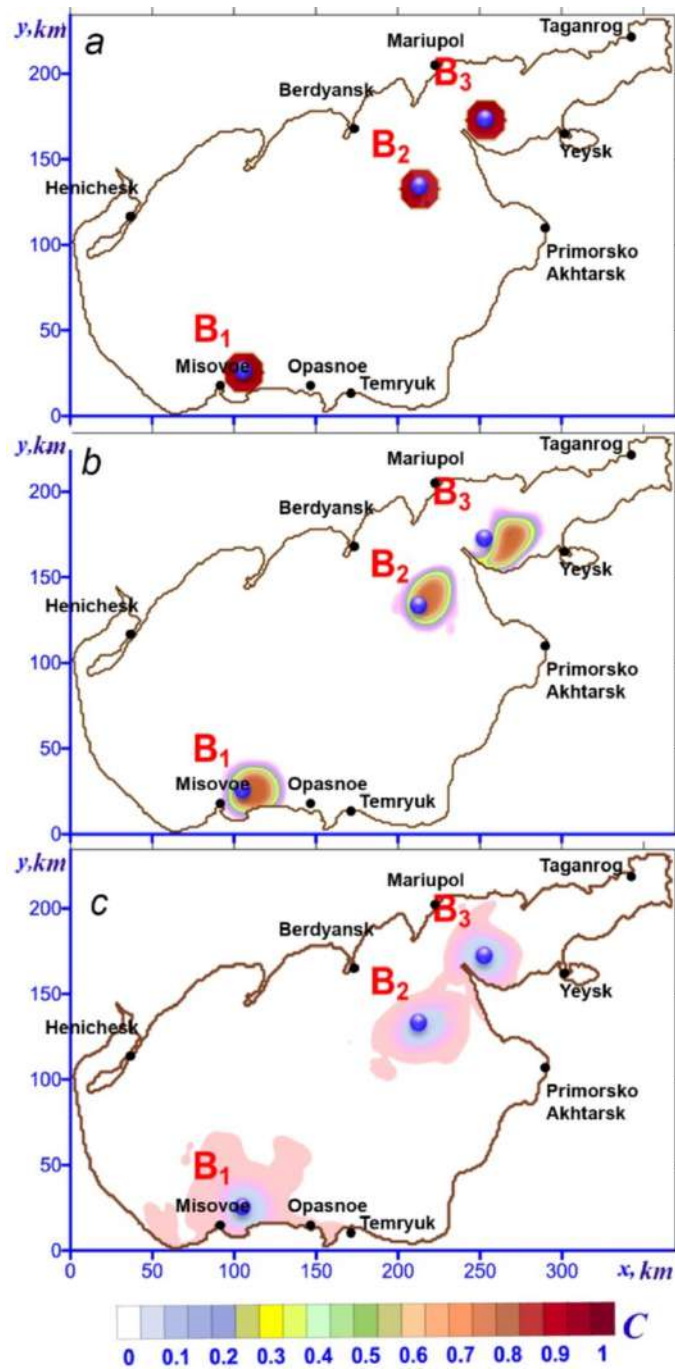 y,km
a
Taganrog
Mariupol
200
B3
Berdyansk
150
B2
Yeysk
Henichesk
100
Primorsko
Akhtarsk
50
B1
Misovoe
Opasnoe
Temryuk
0
y,km
b
Taganrog
Mariupol
200
B3
Berdyansk
150
B2
Yeysk
Henichesk
100
Primorsko
Akhtarsk
50
B1
Misovoe
Opasnoe
Temryuk
0
y,km
c
Taganrog
Mariupol
200
B3
Berdyansk
150
B2
Yeysk
Henichesk
100
Primorsko
Akhtarsk
50
B1
Misovoe
Opasnoe
Temryuk
0
0 50 100 150 200 250 300 x, km
C
0 0.1 0.2 0.3 0.4 0.5 0.6 0.7 0.8 0.9 1